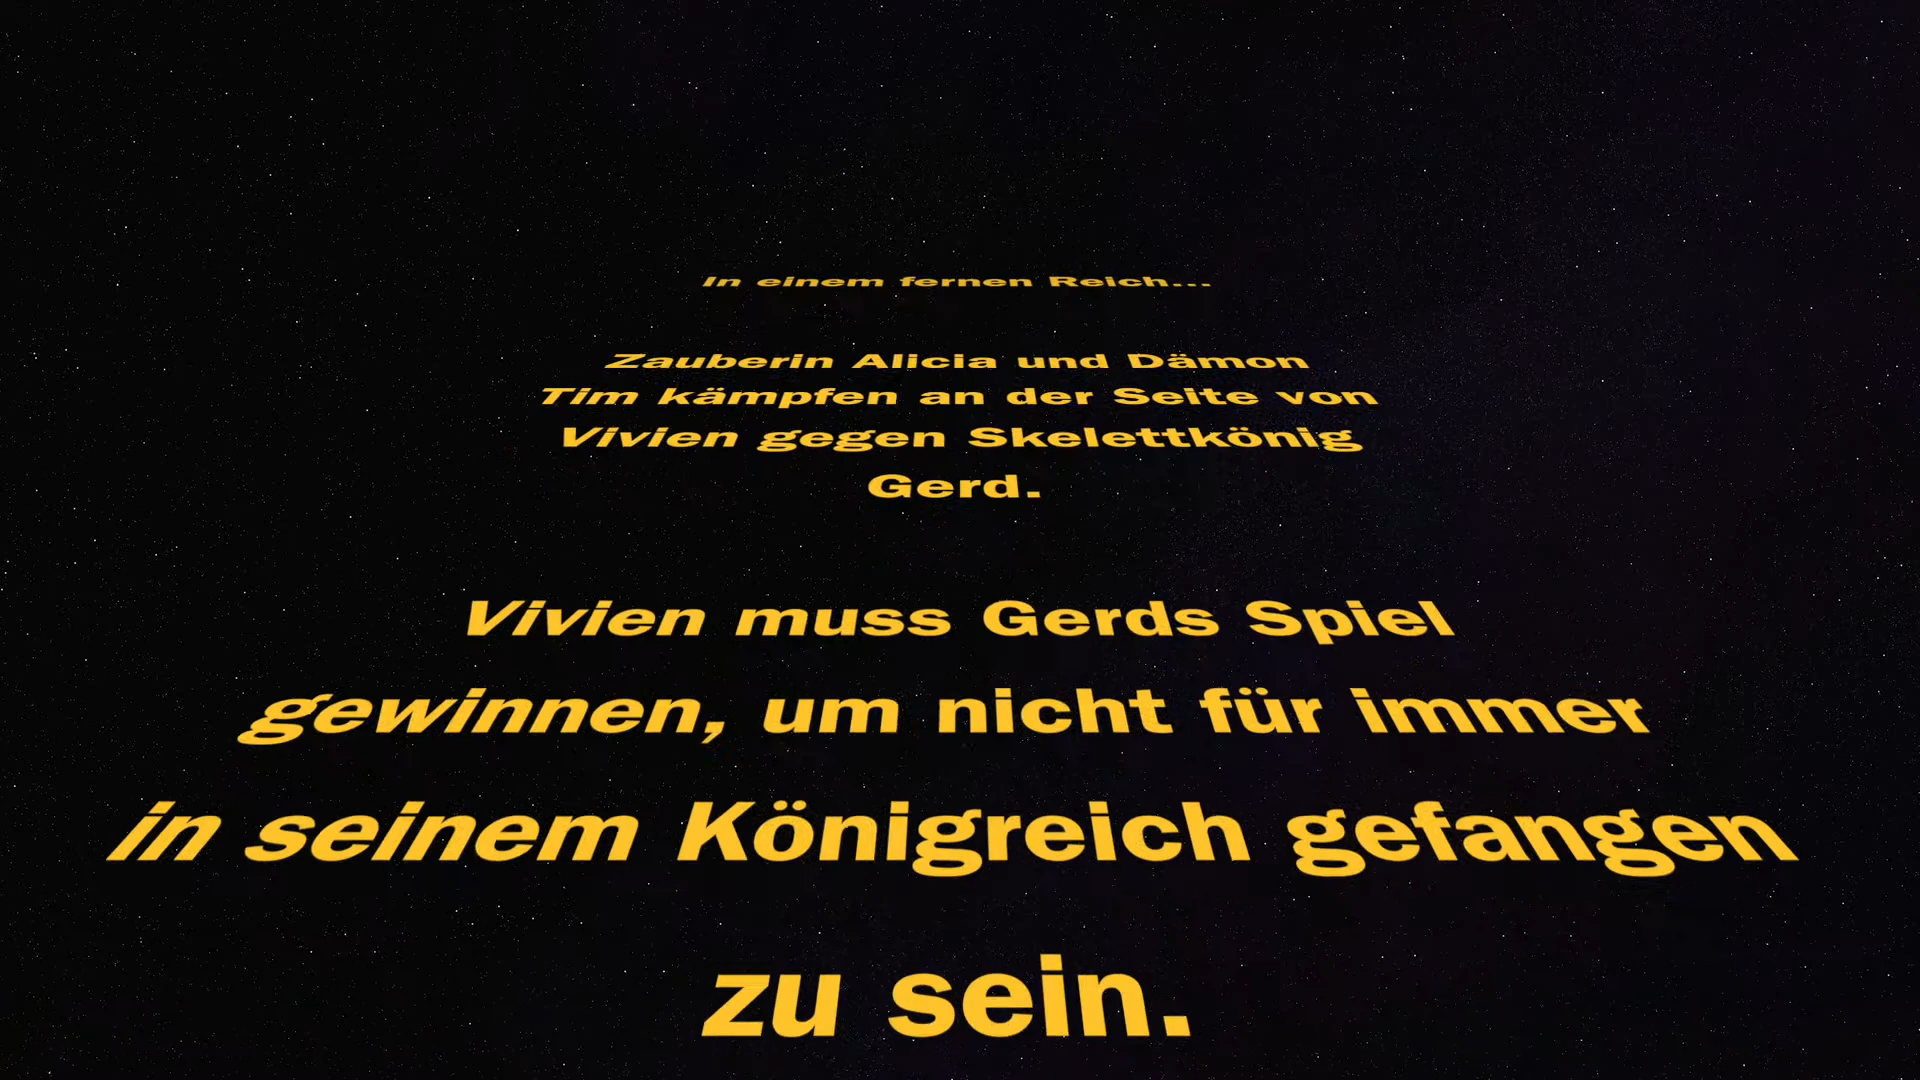 In einem fernen Reich...
Zauberin Alicia und Dämon
Tim kämpfen an der Seite von
Vivien gegen Skelettkönig
Gerd.
Vivien muss Gerds Spiel
gewinnen, um nicht für immer
in seinem Königreich gefangen
zu sein.